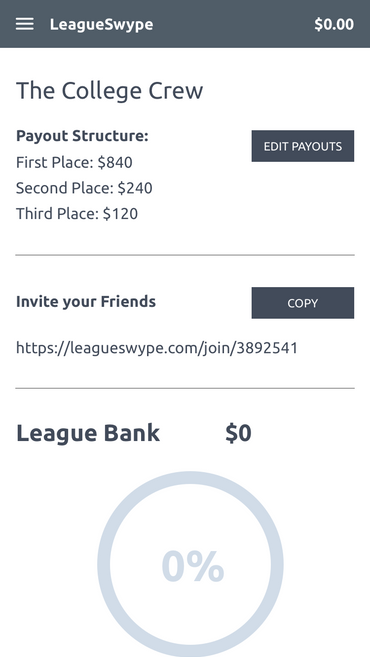 LeagueSwype $0.00
The College Crew
Payout Structure:
EDIT PAYOUTS
First Place: $840
Second Place: $240
Third Place: $120
Invite your Friends
COPY
https://leagueswype.com/join/3892541
League Bank $0
0%